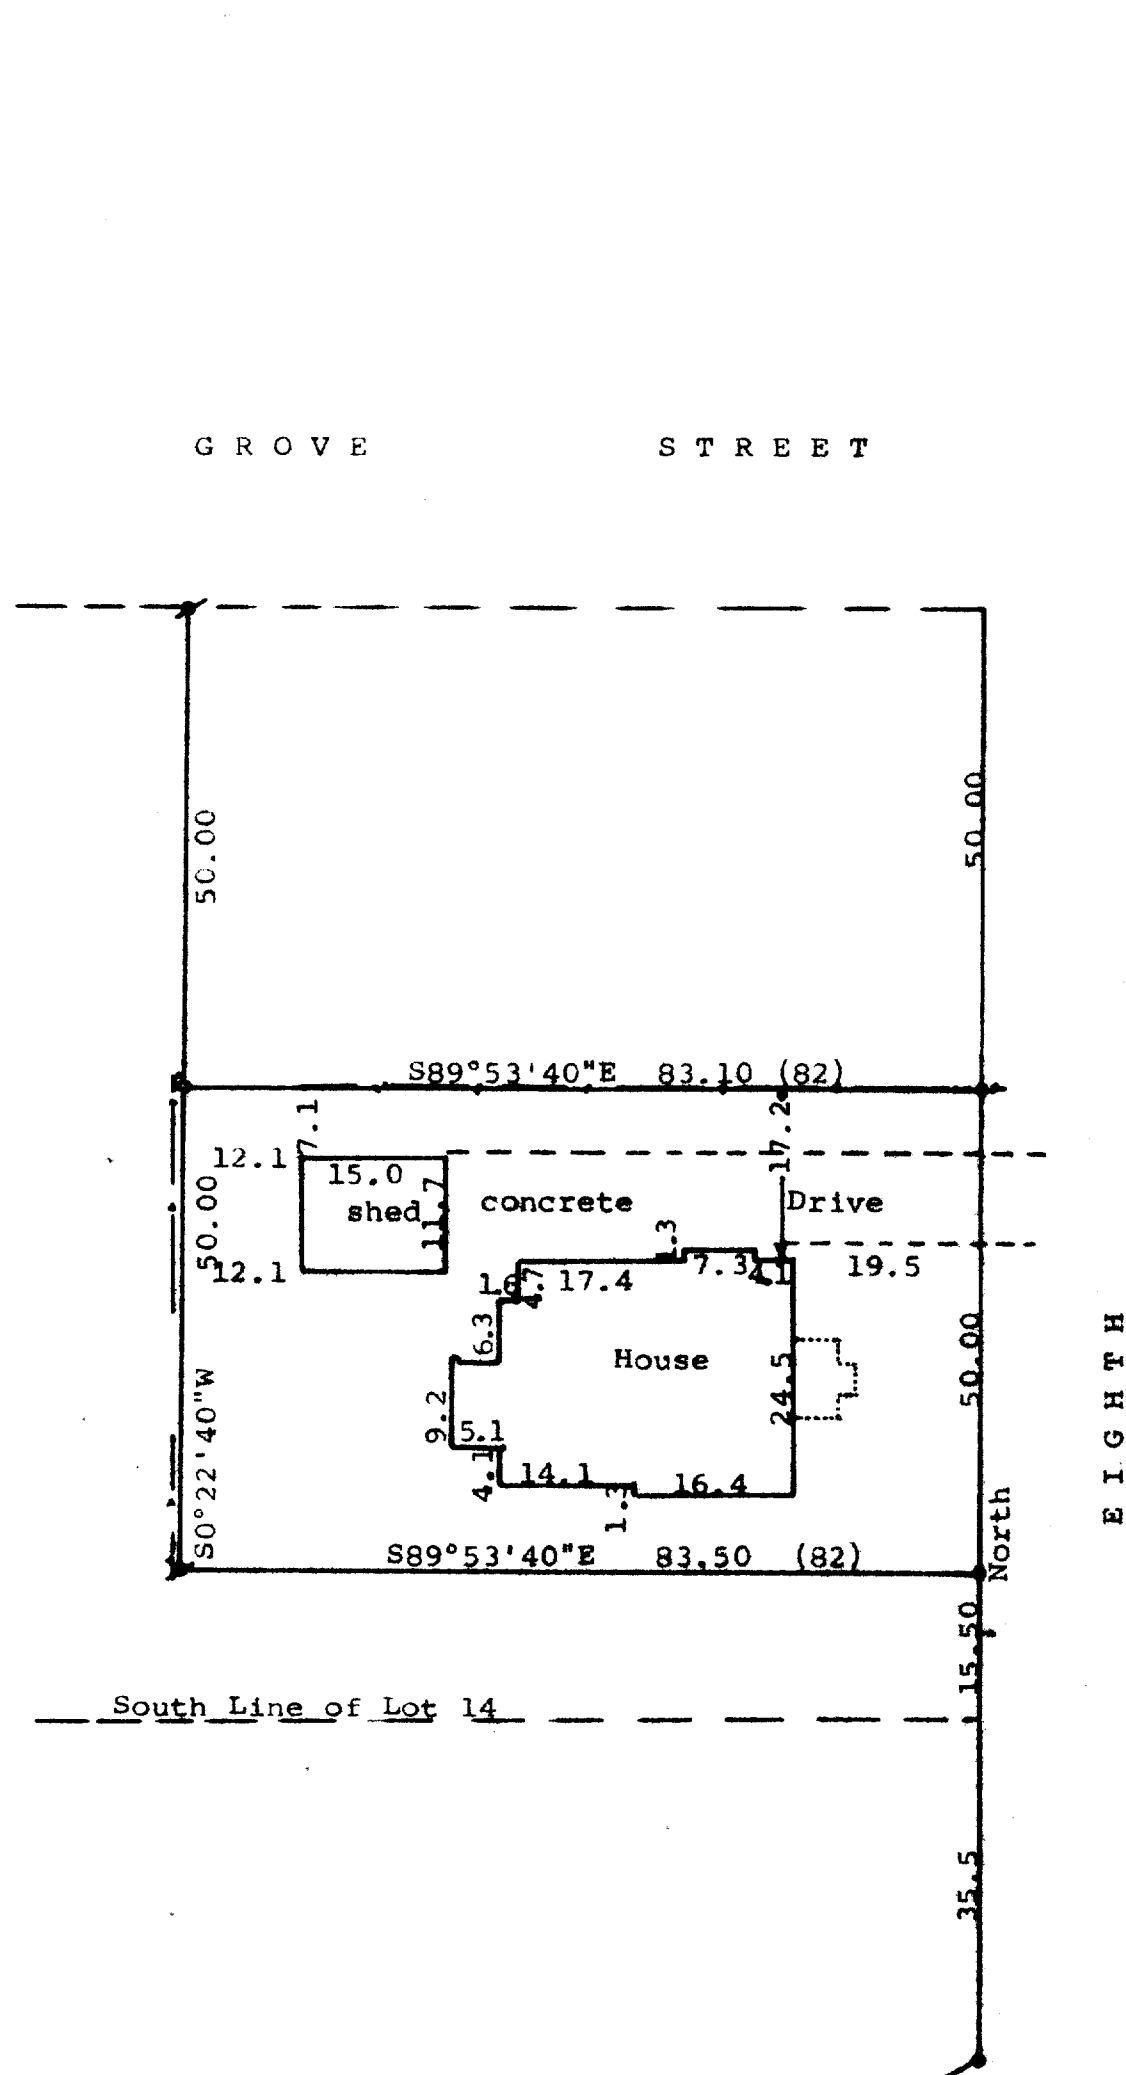 GROVE STREET
50.00
50.00
S89°53'40"E 83.10 (82)
7.1
17.2
12.1
15.0
shed
11.7
concrete
Drive
50.00
12.1
1.6
4.7
17.4
7.3
4.1
19.5
6.3
House
24.5
50.00
EIGHTH
9.2
5.1
4.1
14.1
16.4
S0°22'40"W
North
S89°53'40"E 83.50 (82)
15.50
South Line of Lot 14
35.5